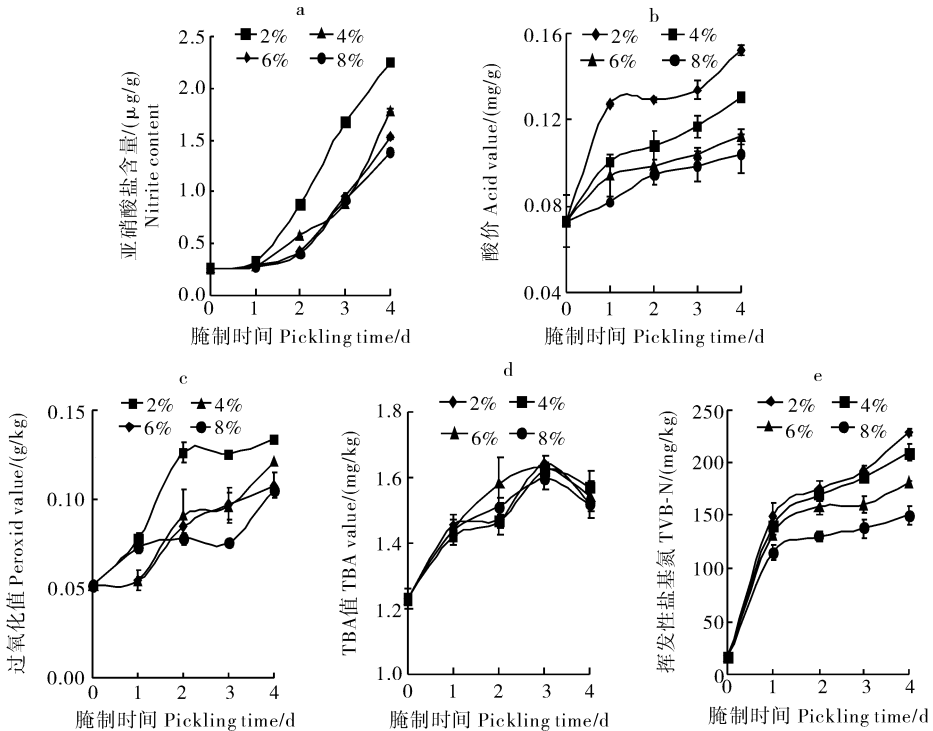 a
2% 4%
6% 8%
2.5
2.0
1.5
1.0
0.5
0.0
0 1 2 3 4
亚硝酸盐含量/(μg/g)
Nitrite content
腌制时间 Pickling time/d
b
2% 4%
6% 8%
0.16
0.12
0.08
0.04
0 1 2 3 4
酸价 Acid value/(mg/g)
腌制时间 Pickling time/d
c
2% 4%
6% 8%
0.15
0.10
0.05
0.00
0 1 2 3 4
过氧化值 Peroxid value/(g/kg)
腌制时间 Pickling time/d
d
2% 4%
6% 8%
1.8
1.6
1.4
1.2
1.0
0 1 2 3 4
TBA值 TBA value/(mg/kg)
腌制时间 Pickling time/d
e
2% 4%
6% 8%
250
200
150
100
50
0
0 1 2 3 4
挥发性盐基氮 TVB-N/(mg/kg)
腌制时间 Pickling time/d